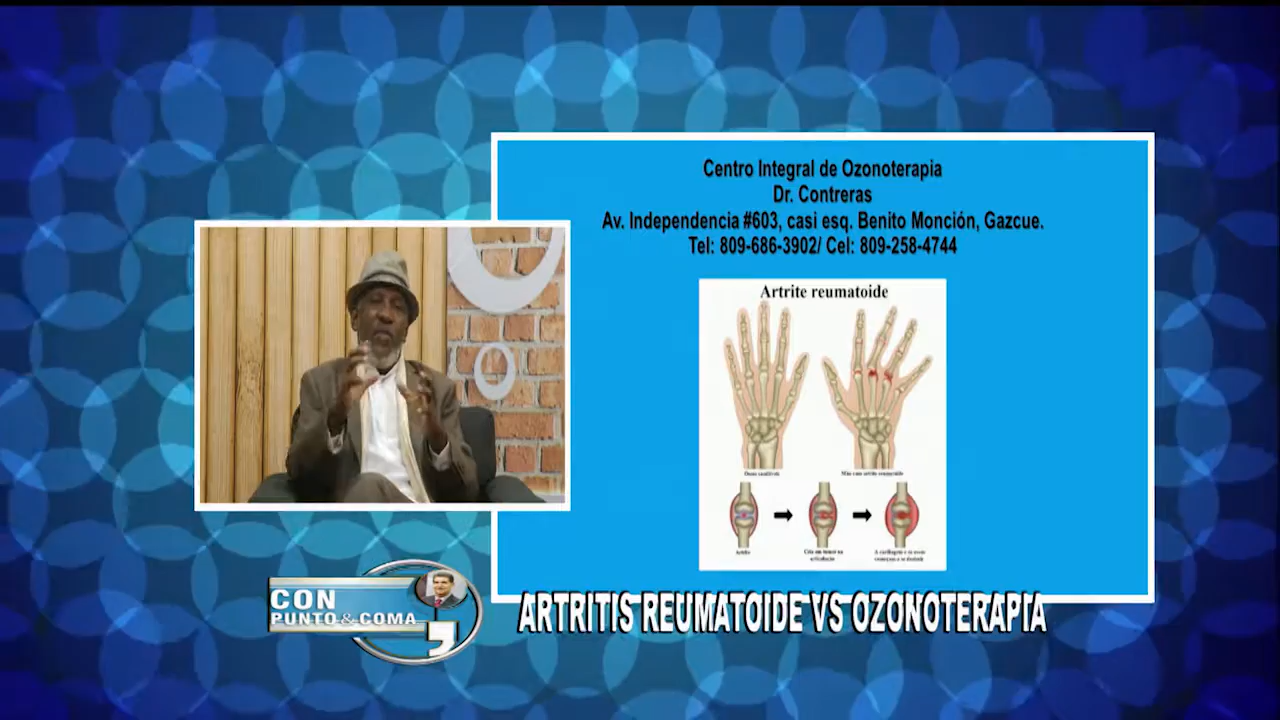 Centro Integral de Ozonoterapia
Dr. Contreras
Av. Independencia #603, casi esq. Benito Monción, Gazcue.
Tel: 809-686-3902/ Cel: 809-258-4744
Artrite reumatoide
CON
PUNTO & COMA
ARTRITIS REUMATOIDE VS OZONOTERAPIA